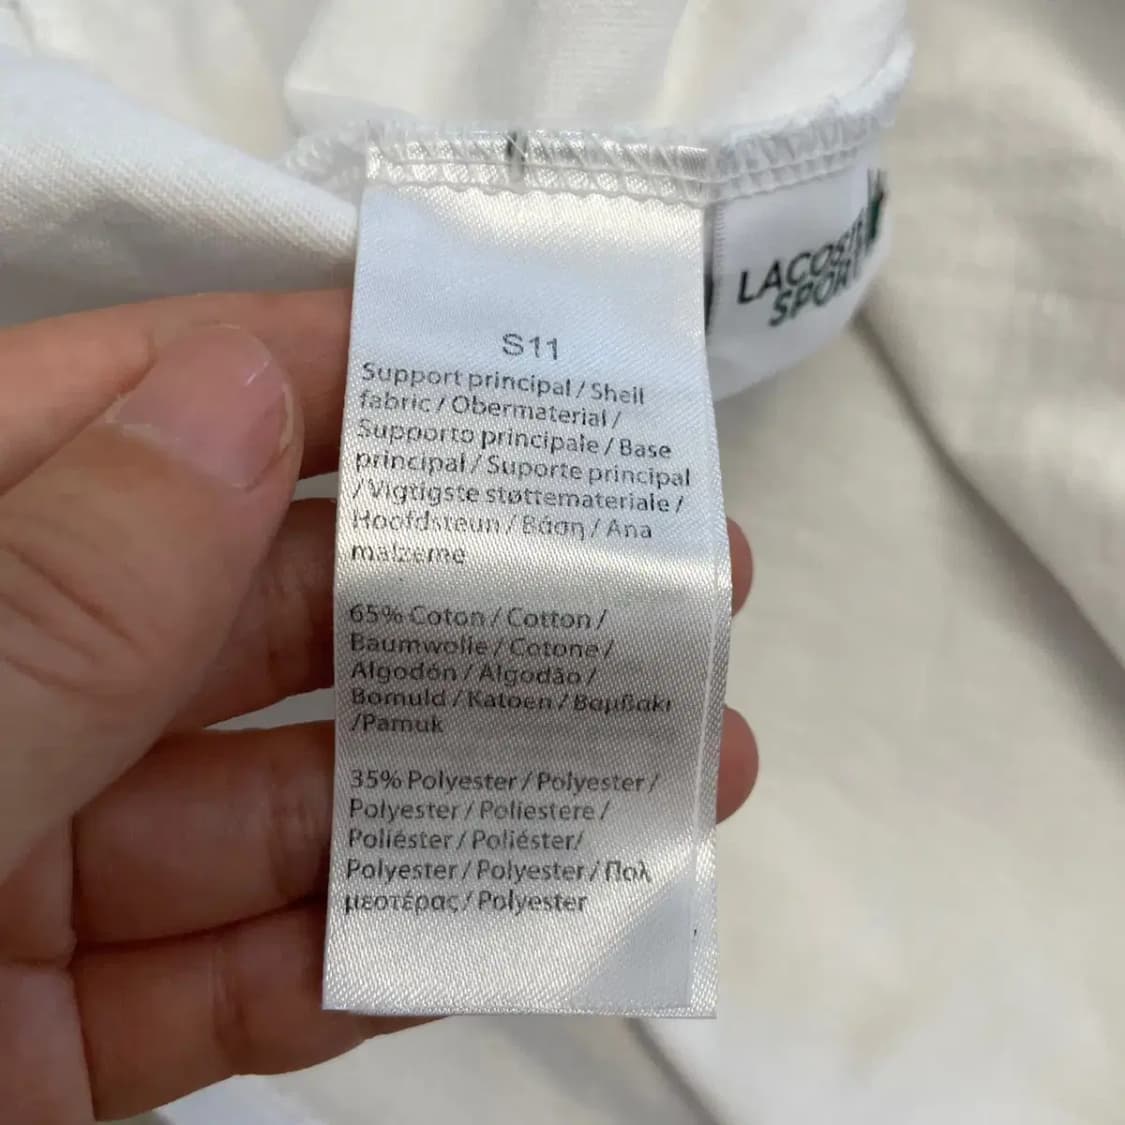 S11
Support principal / Shell
fabric / Obermaterial /
Supporto principale / Base
principal / Suporte principal
/ Vigtigste støttemateriale /
Hoofdsteun / Βάση / Ana
malzeme
65% Coton / Cotton /
Baumwolle / Cotone /
Algodón / Algodão /
Bomuld / Katoen / Βαμβακι
/Pamuk
35% Polyester / Polyester /
Polyester / Poliestere /
Poliéster / Poliéster/
Polyester / Polyester / Πολ
μεστέρας / Polyester
LACOSTE
SPORT